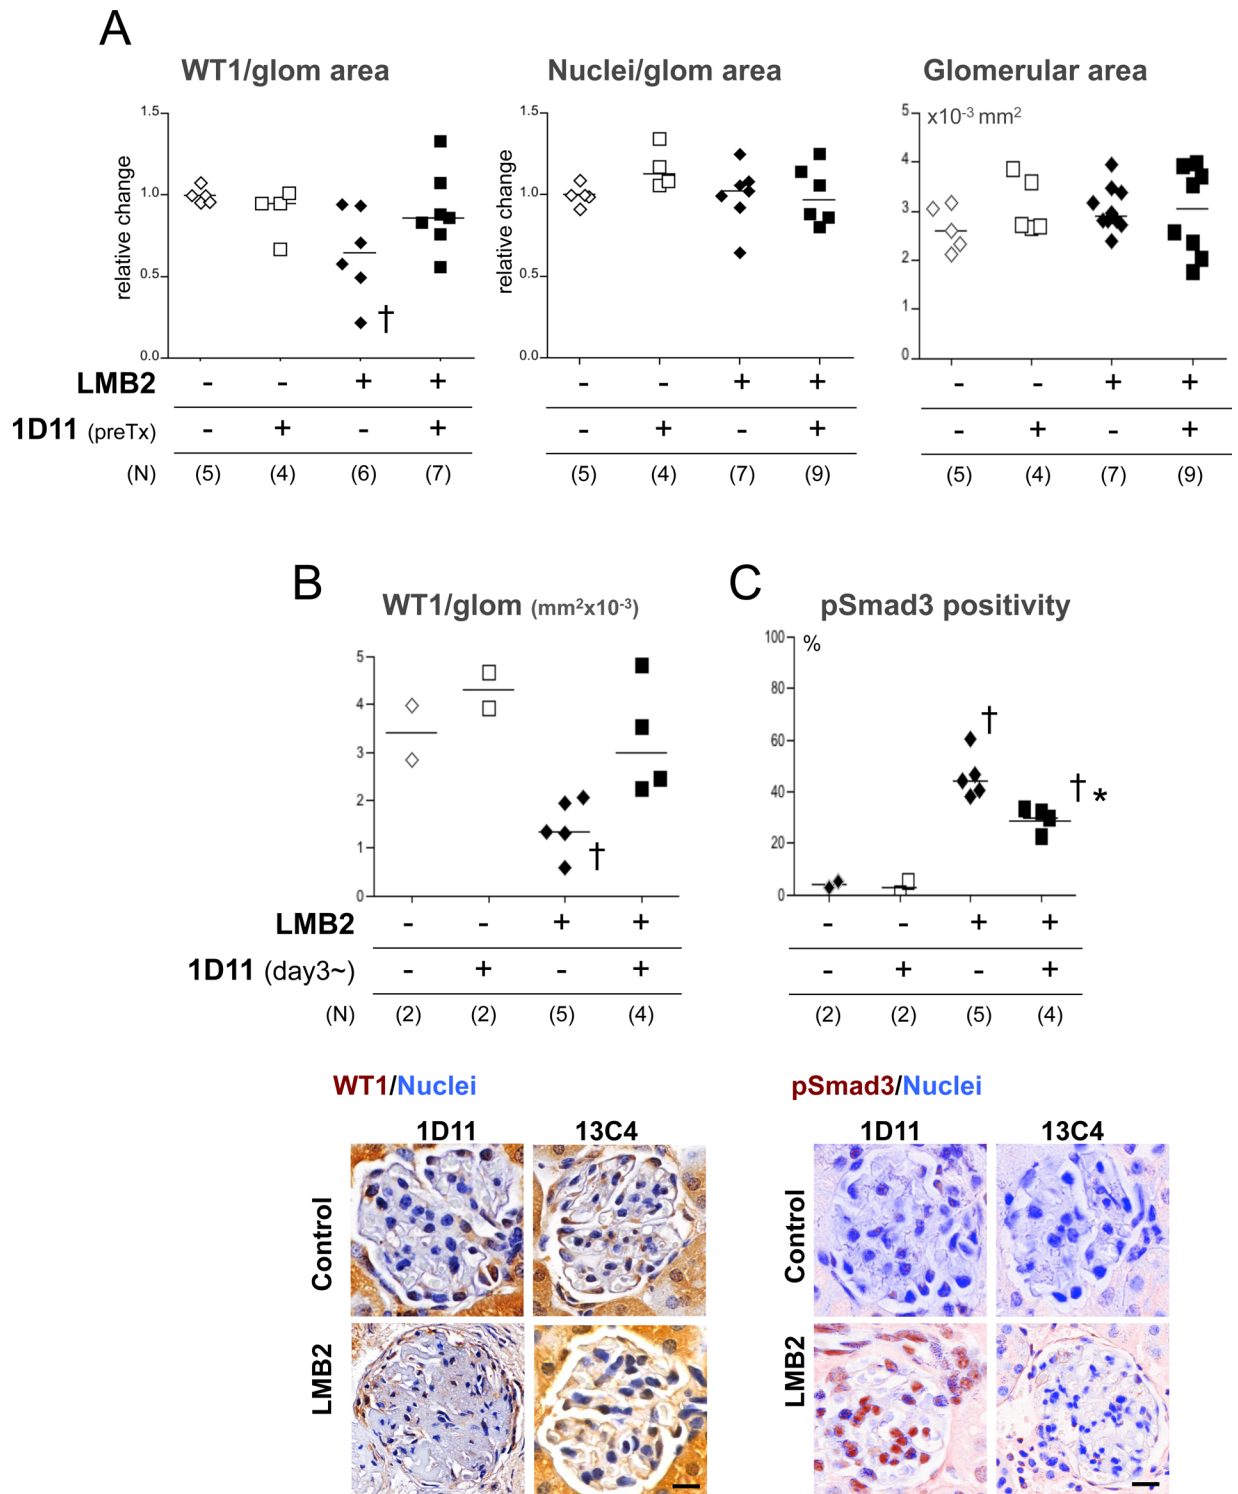 A
WT1/glom area
Nuclei/glom area
Glomerular area
relative change
1.5
1.0
0.5
0.0
†
relative change
1.5
1.0
0.5
0.0
x10-3 mm2
5
4
3
2
1
0
LMB2 - - + + - - + + - - + +
1D11 (preTx) - + - + - + - + - + - +
(N) (5) (4) (6) (7) (5) (4) (7) (9) (5) (4) (7) (9)
B
WT1/glom (mm2x10-3)
5
4
3
2
1
0
†
C
pSmad3 positivity
100
80
60
40
20
0
%
†
† *
LMB2 - - + + - - + +
1D11 (day3~) - + - + - + - +
(N) (2) (2) (5) (4) (2) (2) (5) (4)
WT1/Nuclei
1D11 13C4
Control
LMB2
pSmad3/Nuclei
1D11 13C4
Control
LMB2